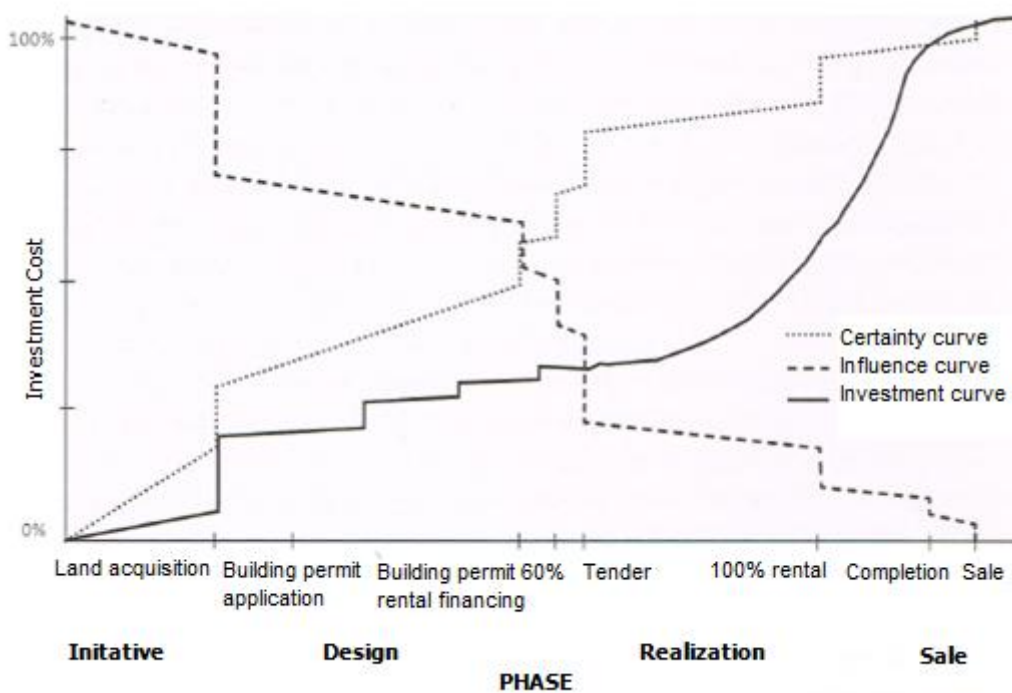 100%
Investment Cost
Certainty curve
Influence curve
Investment curve
0%
Land acquisition
Building permit
application
Building permit 60%
rental financing
Tender
100% rental
Completion
Sale
Initative
Design
Realization
Sale
PHASE